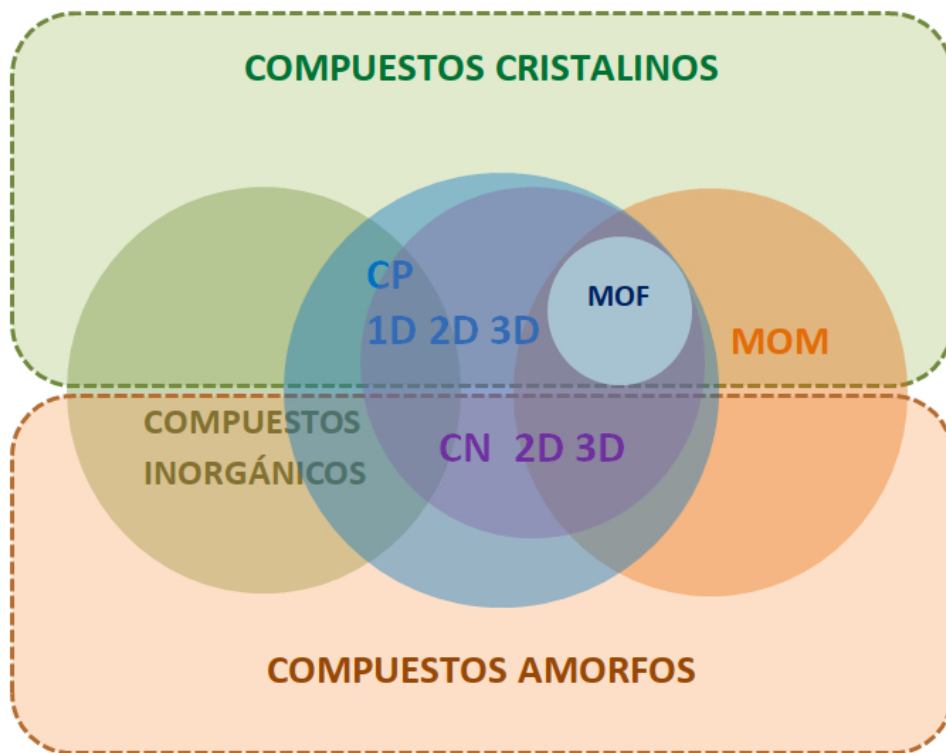 COMPUESTOS CRISTALINOS
CP
1D 2D 3D
MOF
MOM
COMPUESTOS
INORGÁNICOS
CN 2D 3D
COMPUESTOS AMORFOS